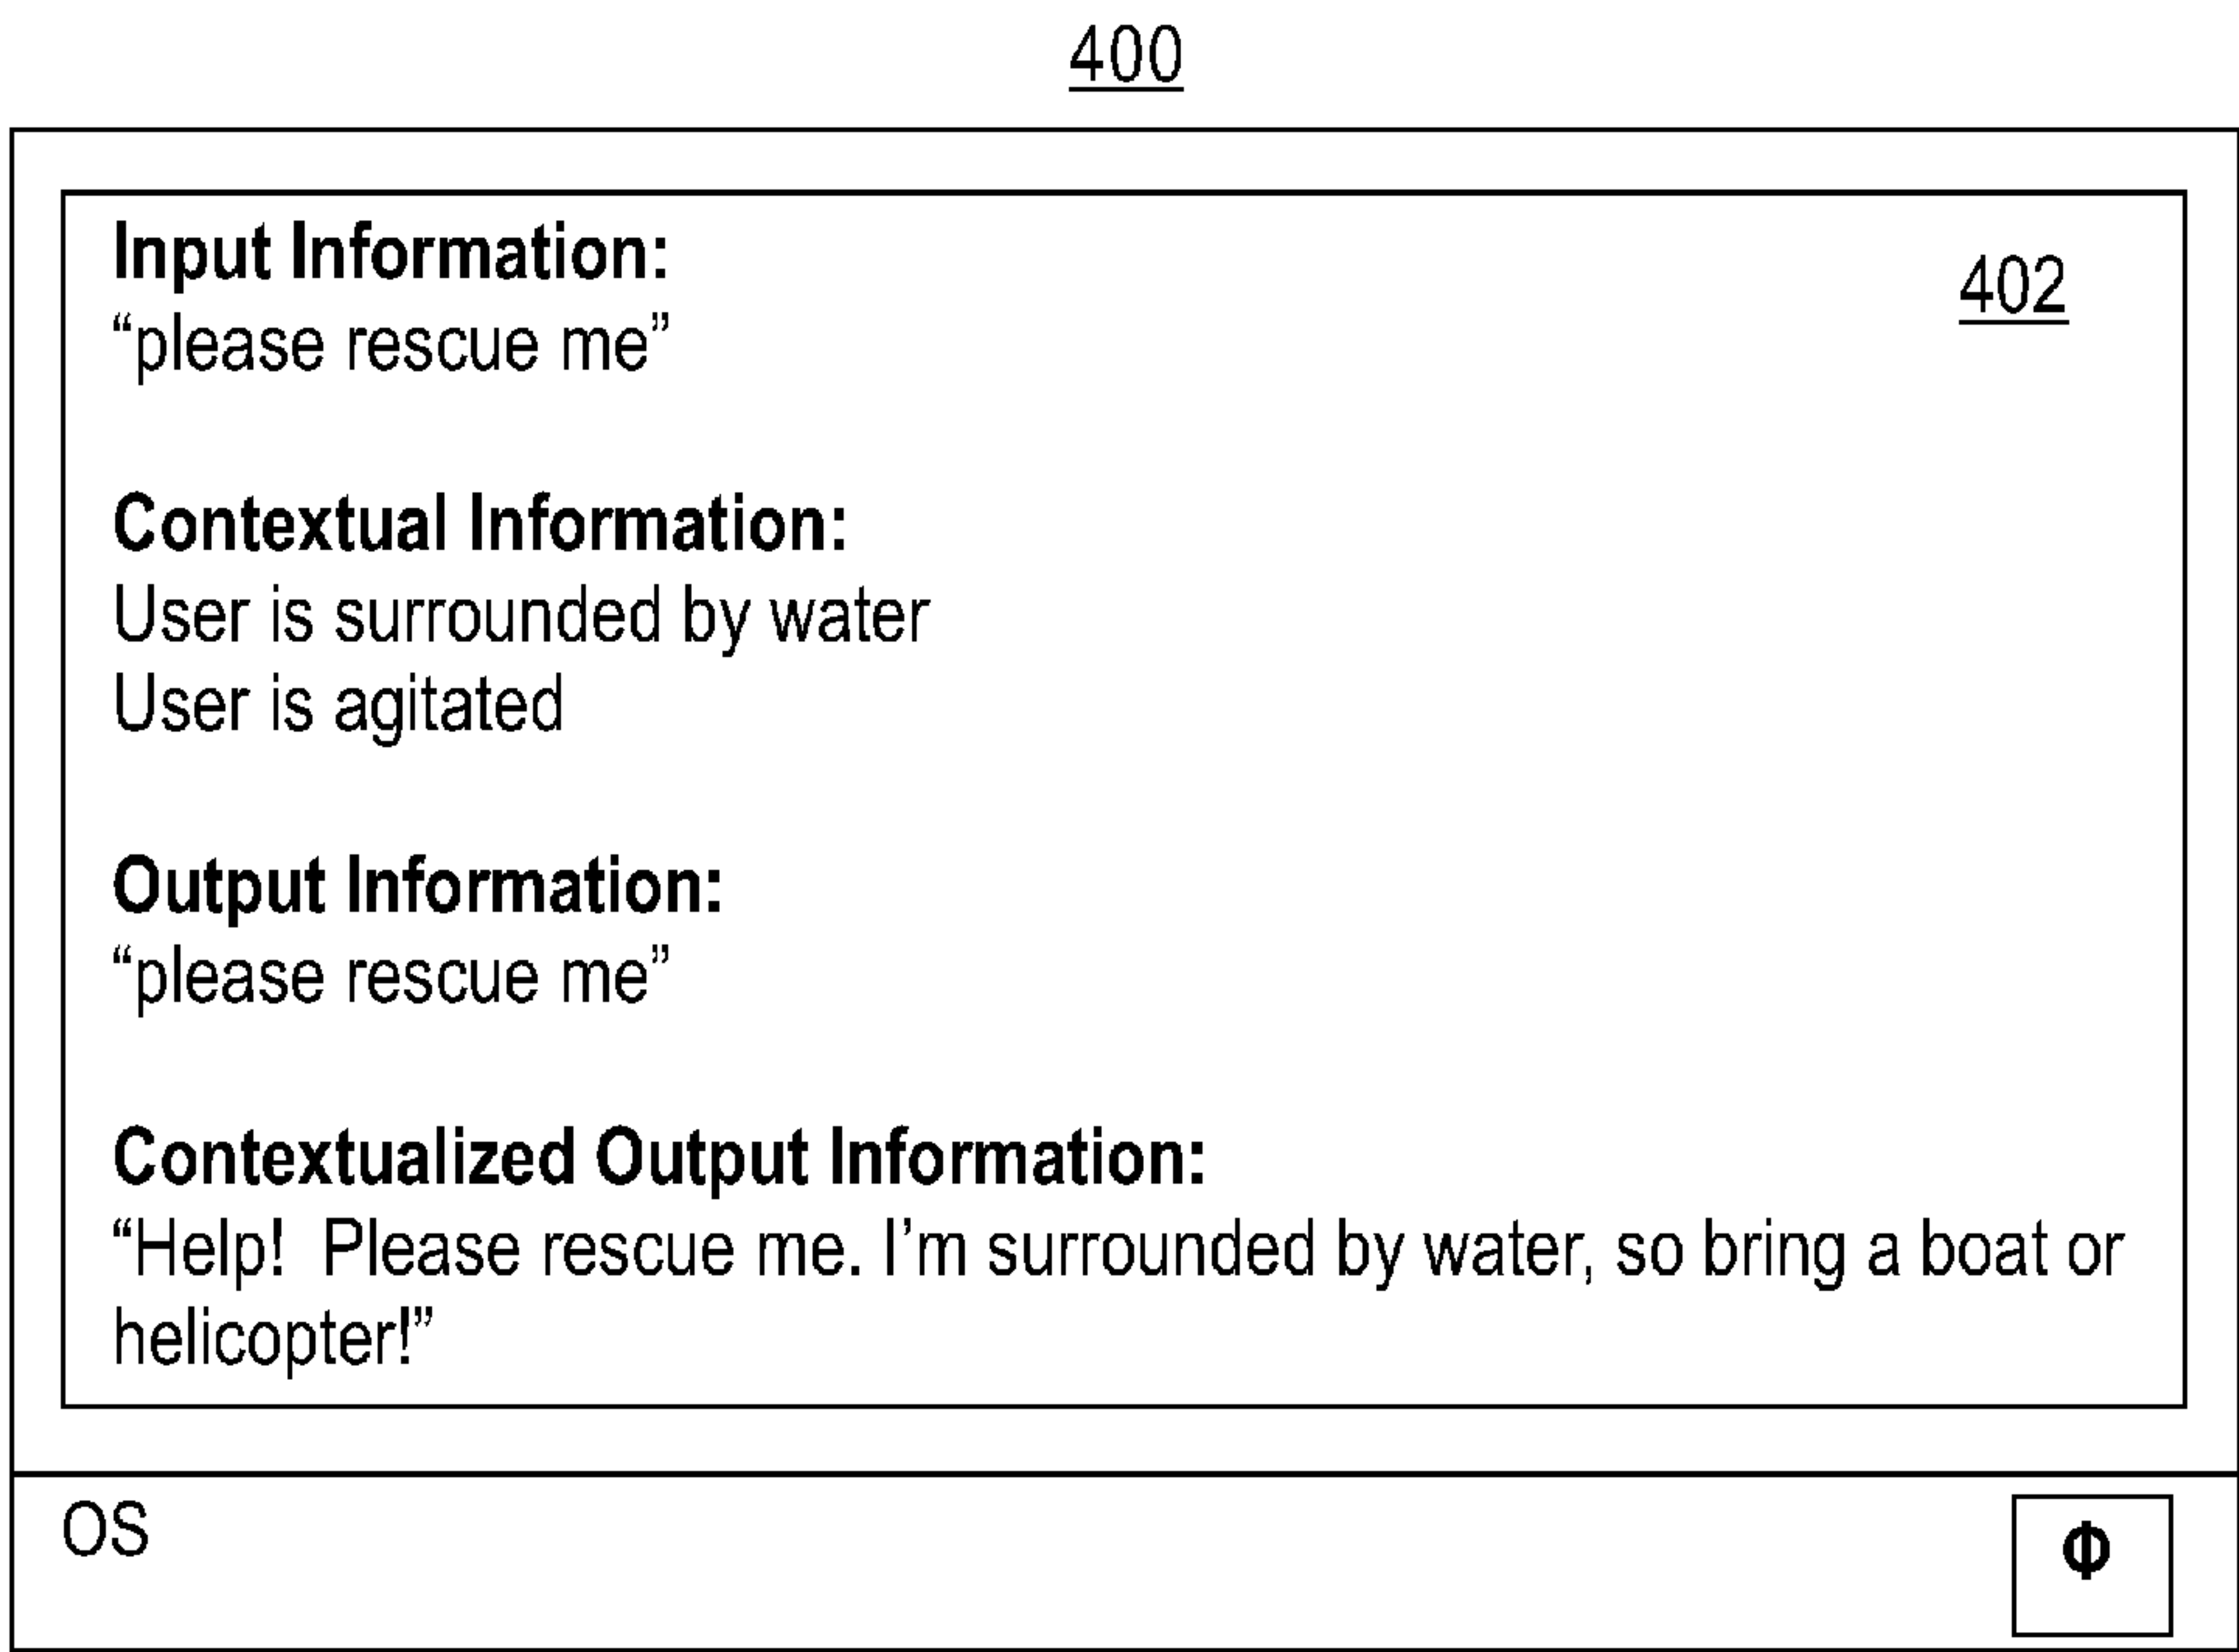 400
Input Information:
402
“please rescue me”
Contextual Information:
User is surrounded by water
User is agitated
Output Information:
“please rescue me”
Contextualized Output Information:
“Help!  Please rescue me. I’m surrounded by water, so bring a boat or
helicopter!”
OS
Φ